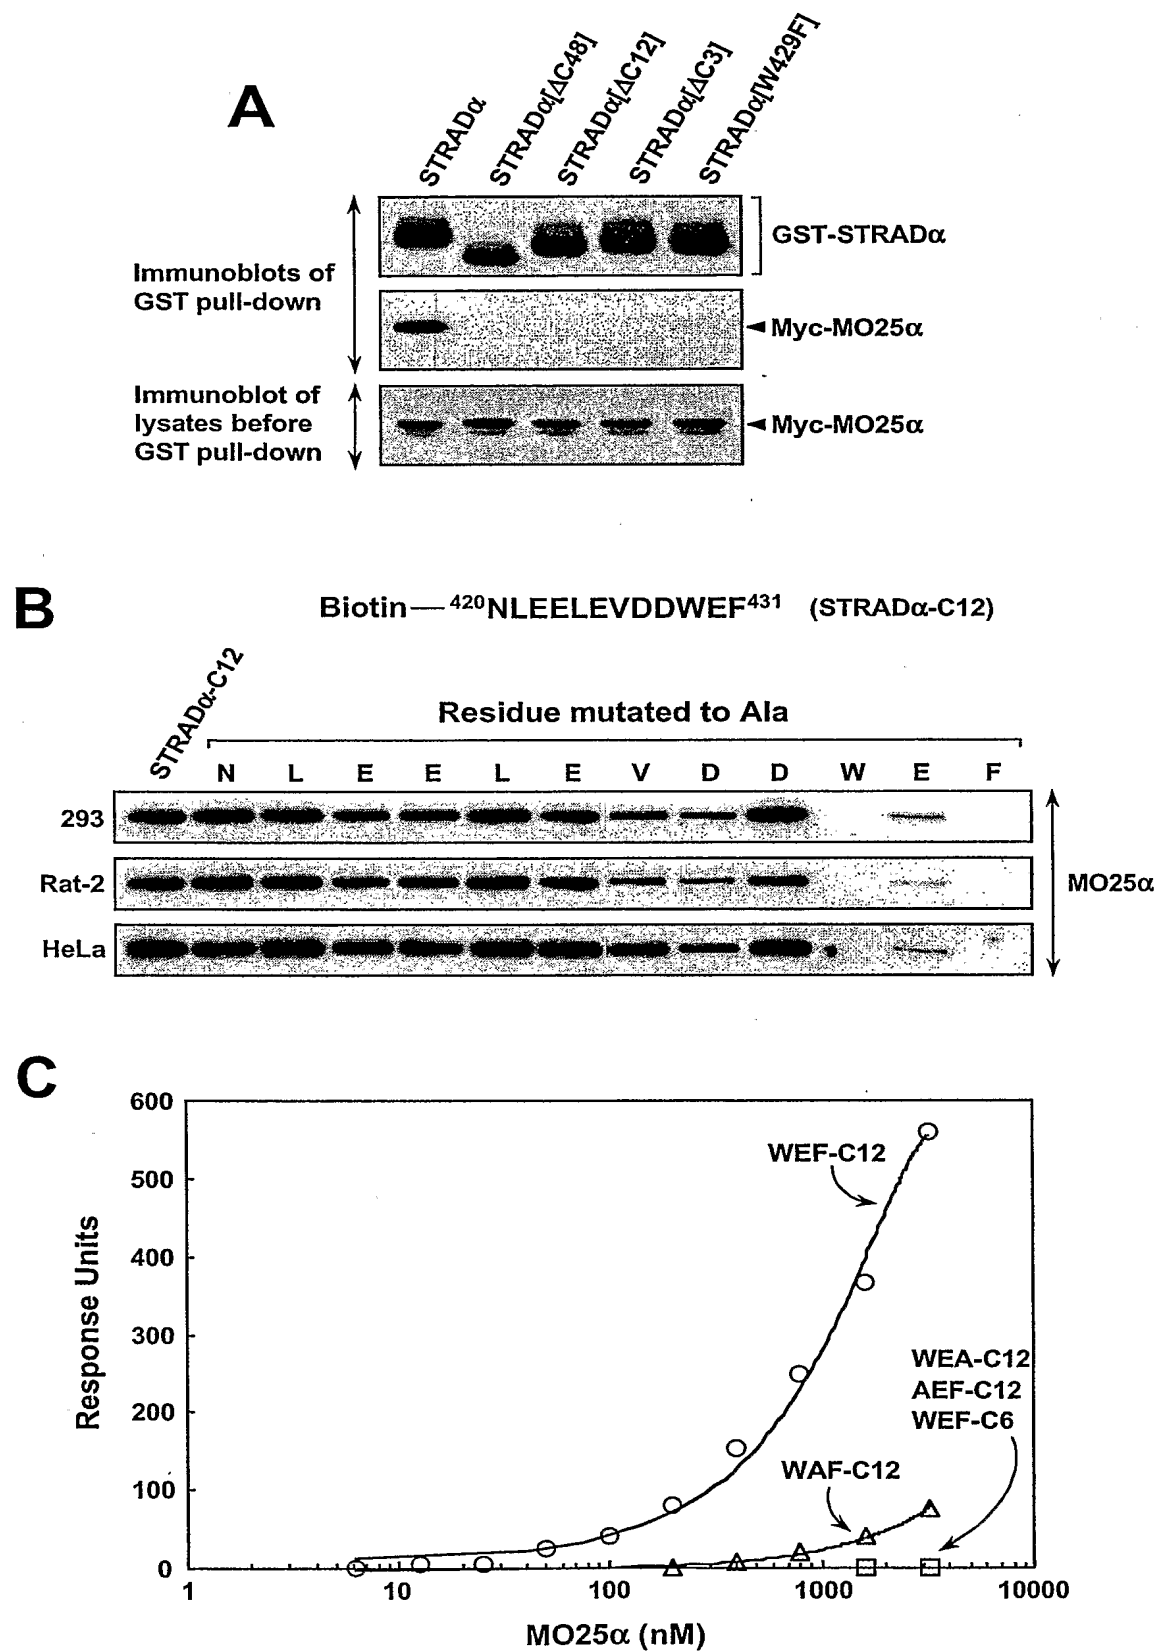 A
STRADα
STRADα[ΔC48]
STRADα[ΔC12]
STRADα[ΔC3]
STRADα[W429F]
GST-STRADα
Immunoblots of
GST pull-down
Myc-MO25α
Immunoblot of
lysates before
GST pull-down
Myc-MO25α
B
Biotin—⁴²⁰NLEELEVDDWEF⁴³¹ (STRADα-C12)
STRADα-C12
Residue mutated to Ala
N L E E L E V D D W E F
293
Rat-2
HeLa
MO25α
C
600
500
400
300
200
100
0
Response Units
WEF-C12
WEA-C12
AEF-C12
WEF-C6
WAF-C12
1 10 100 1000 10000
MO25α (nM)